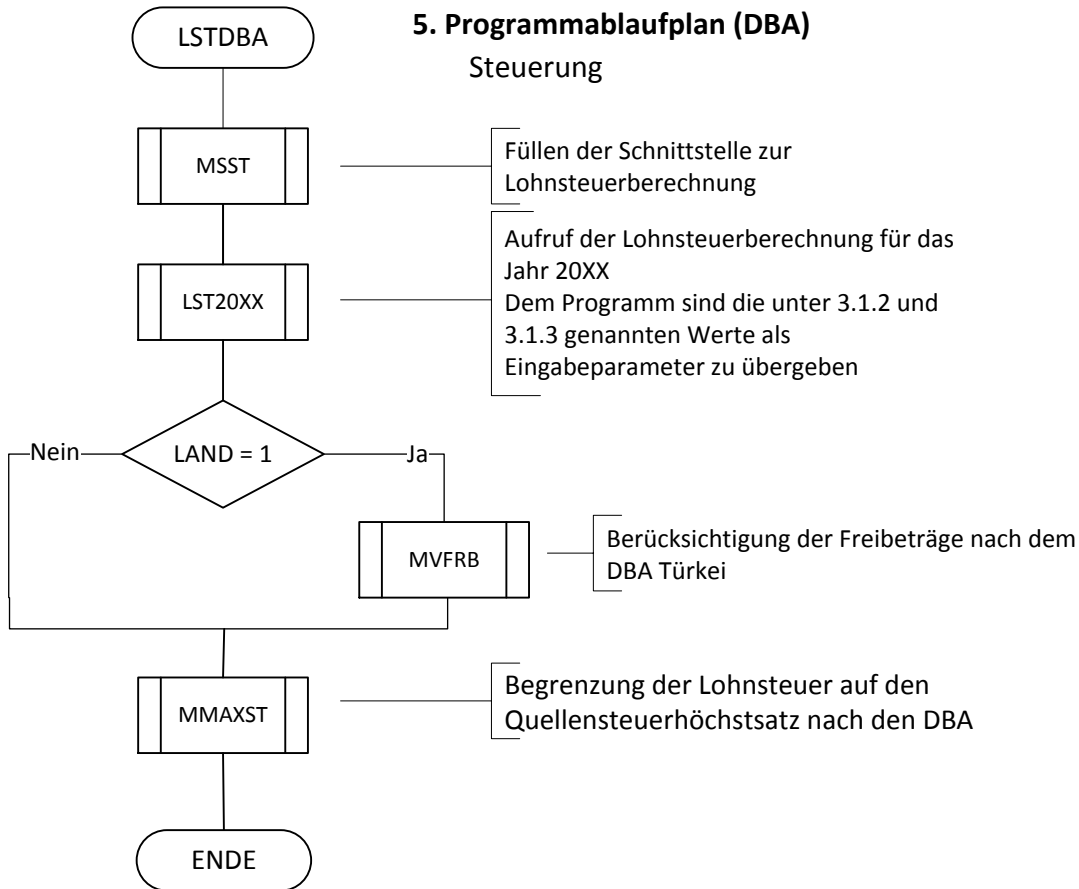 5. Programmablaufplan (DBA)
LSTDBA
Steuerung
MSST
Füllen der Schnittstelle zur
Lohnsteuerberechnung
LST20XX
Aufruf der Lohnsteuerberechnung für das
Jahr 20XX
Dem Programm sind die unter 3.1.2 und
3.1.3 genannten Werte als
Eingabeparameter zu übergeben
Nein
LAND = 1
Ja
MVFRB
Berücksichtigung der Freibeträge nach dem
DBA Türkei
MMAXST
Begrenzung der Lohnsteuer auf den
Quellensteuerhöchstsatz nach den DBA
ENDE